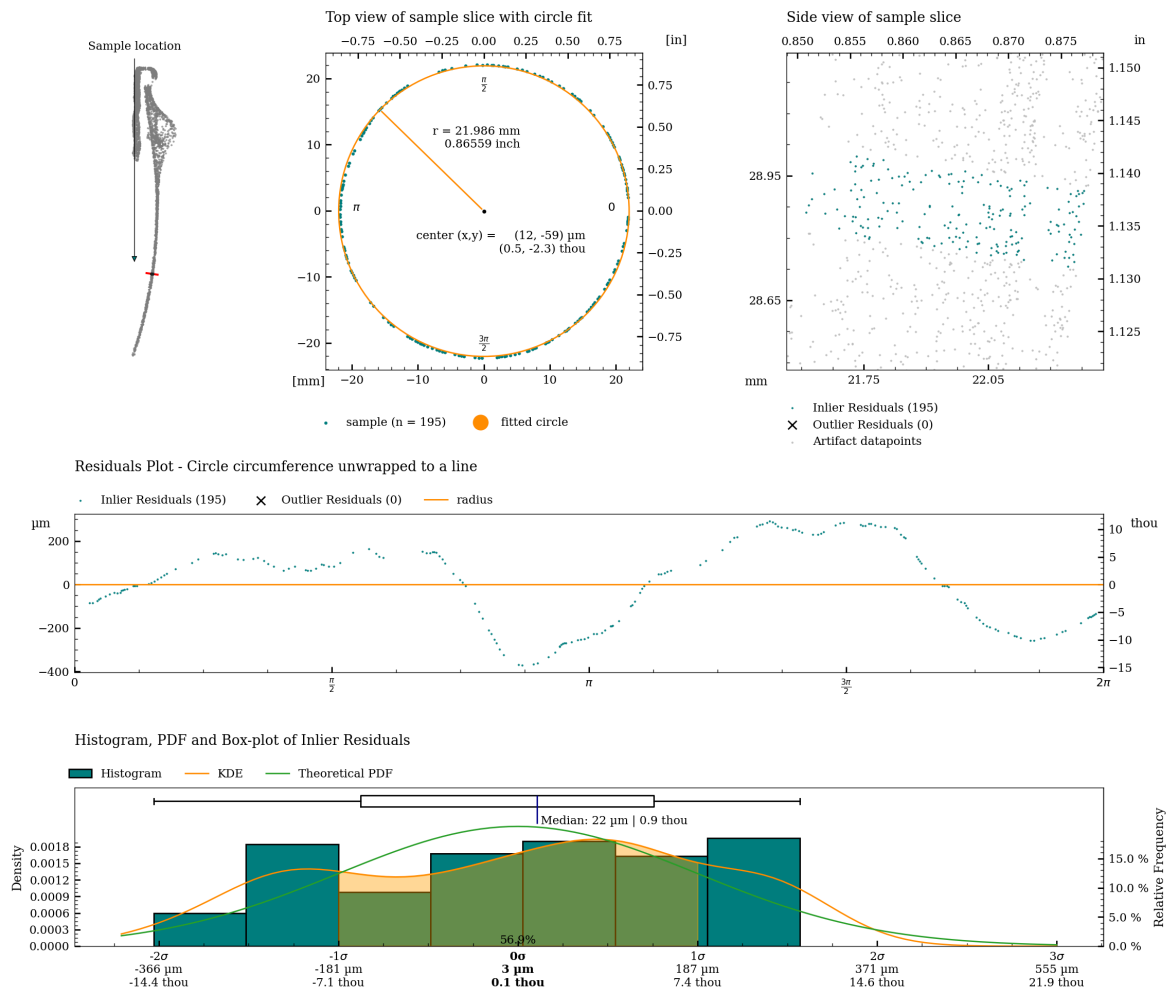 Sample location
Top view of sample slice with circle fit
−0.75 −0.50 −0.25 0.00 0.25 0.50 0.75 [in]
20
10
0
−10
−20
0.75
0.50
0.25
0.00
−0.25
−0.50
−0.75
π/2
r = 21.986 mm
0.86559 inch
π
0
center (x,y) = (12, -59) µm
(0.5, -2.3) thou
3π/2
[mm] −20 −10 0 10 20
sample (n = 195) fitted circle
Side view of sample slice
0.850 0.855 0.860 0.865 0.870 0.875 in
28.95
28.65
1.150
1.145
1.140
1.135
1.130
1.125
mm 21.75 22.05
Inlier Residuals (195)
Outlier Residuals (0)
Artifact datapoints
Residuals Plot - Circle circumference unwrapped to a line
Inlier Residuals (195) Outlier Residuals (0) radius
µm
200
0
−200
−400
thou
10
5
0
−5
−10
−15
0 π/2 π 3π/2 2π
Histogram, PDF and Box-plot of Inlier Residuals
Histogram KDE Theoretical PDF
Median: 22 µm | 0.9 thou
Density
0.0018
0.0015
0.0012
0.0009
0.0006
0.0003
0.0000
Relative Frequency
15.0 %
10.0 %
5.0 %
0.0 %
56.9%
-2σ -1σ 0σ 1σ 2σ 3σ
-366 µm -181 µm 3 µm 187 µm 371 µm 555 µm
-14.4 thou -7.1 thou 0.1 thou 7.4 thou 14.6 thou 21.9 thou